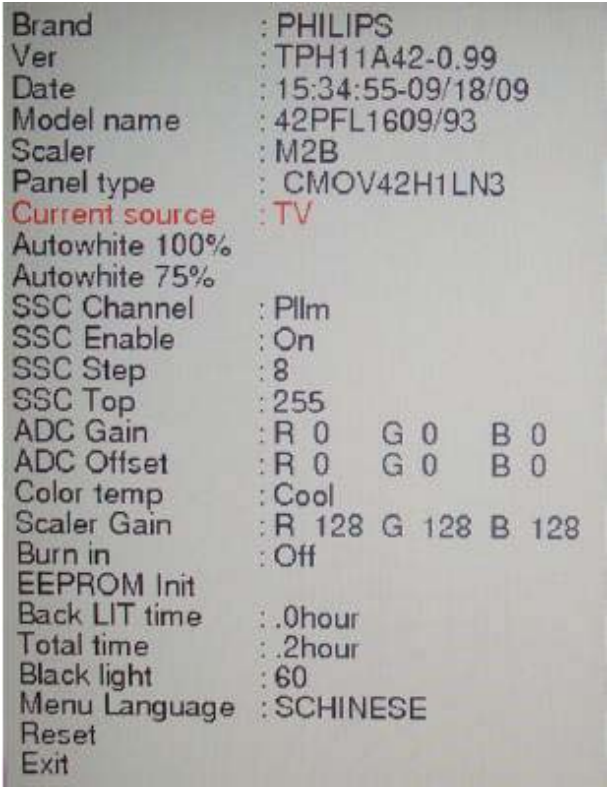 Brand : PHILIPS
Ver : TPH11A42-0.99
Date : 15:34:55-09/18/09
Model name : 42PFL1609/93
Scaler : M2B
Panel type : CMOV42H1LN3
Current source : TV
Autowhite 100%
Autowhite 75%
SSC Channel : Pllm
SSC Enable : On
SSC Step : 8
SSC Top : 255
ADC Gain : R 0 G 0 B 0
ADC Offset : R 0 G 0 B 0
Color temp : Cool
Scaler Gain : R 128 G 128 B 128
Burn in : Off
EEPROM Init
Back LIT time : .0hour
Total time : .2hour
Black light : 60
Menu Language : SCHINESE
Reset
Exit